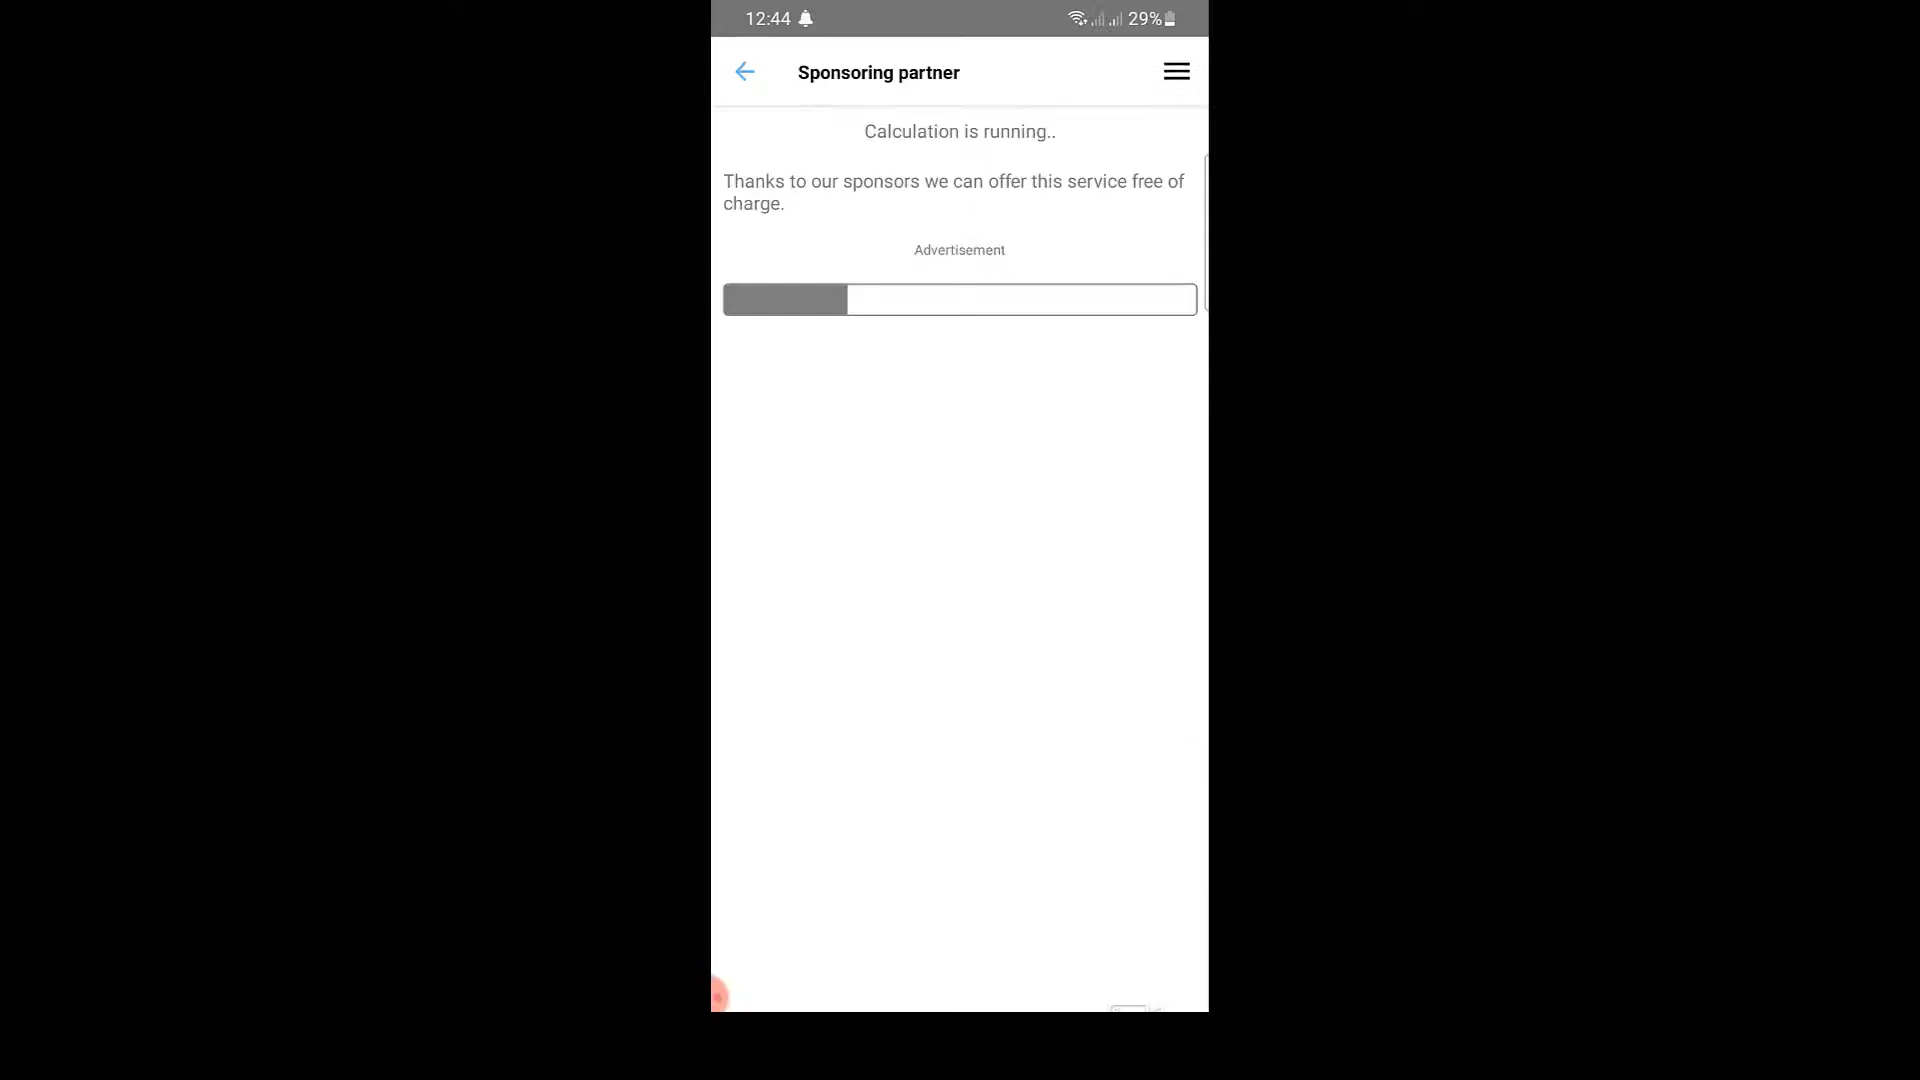 12:44 29%
Sponsoring partner
Calculation is running..
Thanks to our sponsors we can offer this service free of
charge.
Advertisement